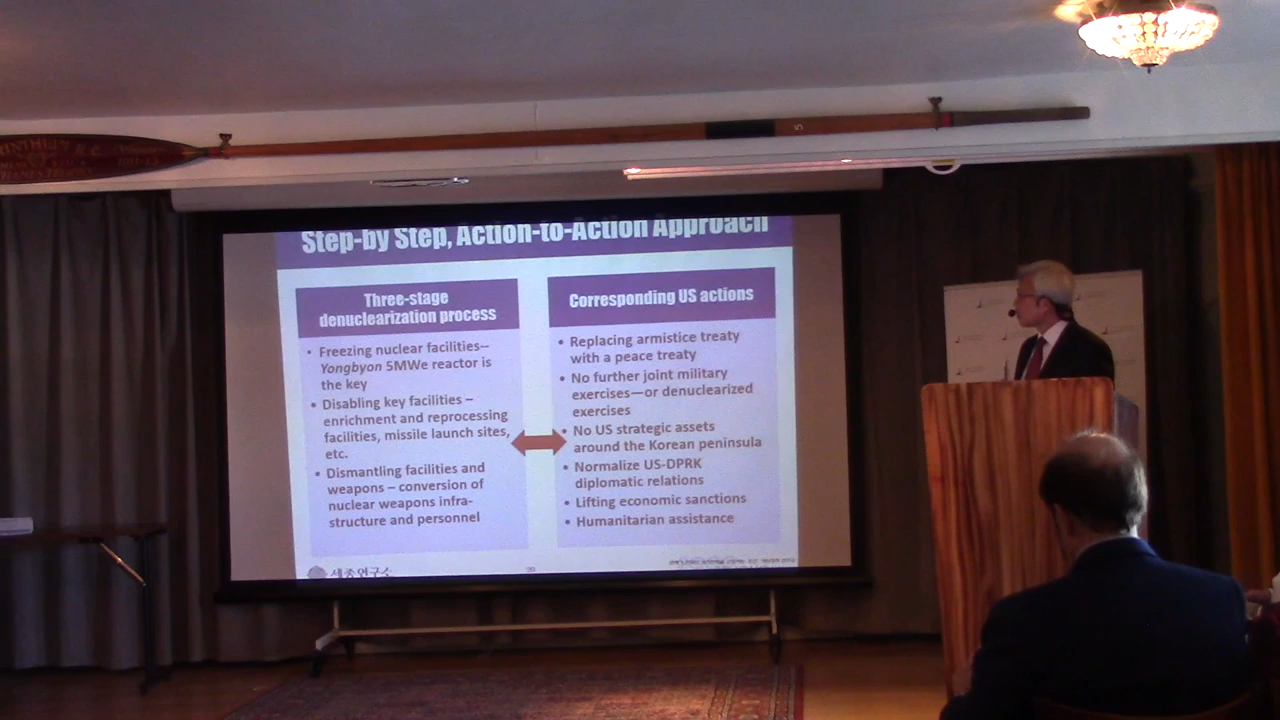 Step-by Step, Action-to-Action Approach
Three-stage
denuclearization process
• Freezing nuclear facilities--
Yongbyon 5MWe reactor is
the key
• Disabling key facilities –
enrichment and reprocessing
facilities, missile launch sites,
etc.
• Dismantling facilities and
weapons – conversion of
nuclear weapons infra-
structure and personnel
Corresponding US actions
• Replacing armistice treaty
with a peace treaty
• No further joint military
exercises—or denuclearized
exercises
• No US strategic assets
around the Korean peninsula
• Normalize US-DPRK
diplomatic relations
• Lifting economic sanctions
• Humanitarian assistance
세종연구소